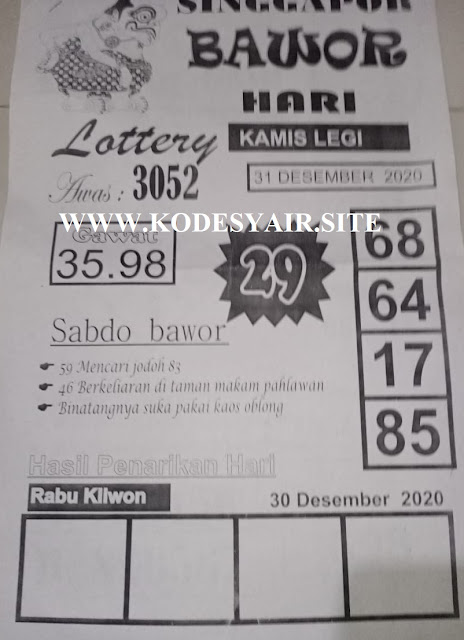 SINGGAPOR
BAWOR
HARI
Lottery
KAMIS LEGI
Awas : 3052
31 DESEMBER 2020
WWW.KODESYAIR.SITE
Gawat
35.98
29
68
64
17
85
Sabdo bawor
59 Mencari jodoh 83
46 Berkeliaran di taman makam pahlawan
Binatangnya suka pakai kaos oblong
Hasil Penarikan Hari
Rabu Kliwon
30 Desember 2020